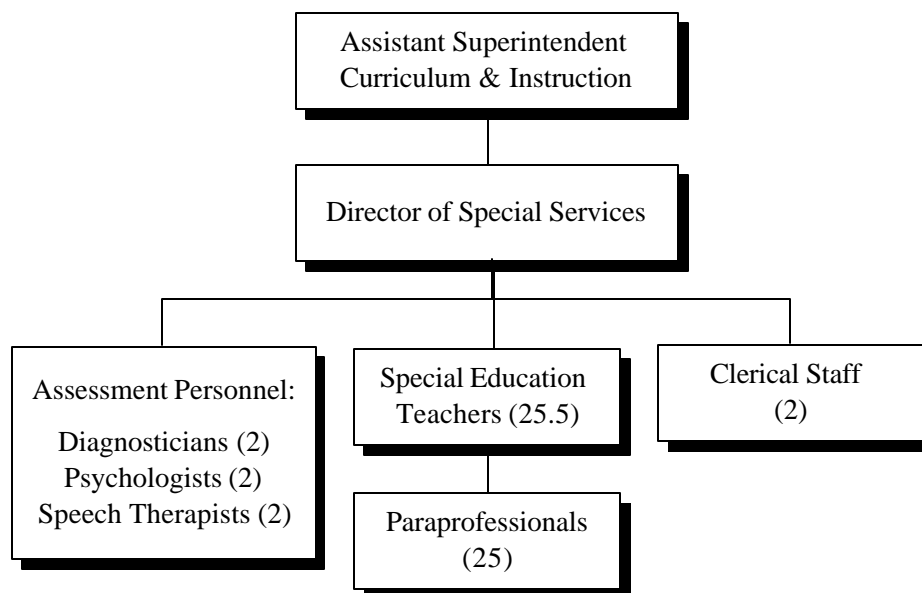 Assistant Superintendent
Curriculum & Instruction
Director of Special Services
Assessment Personnel:
Diagnosticians (2)
Psychologists (2)
Speech Therapists (2)
Special Education
Teachers (25.5)
Clerical Staff
(2)
Paraprofessionals
(25)